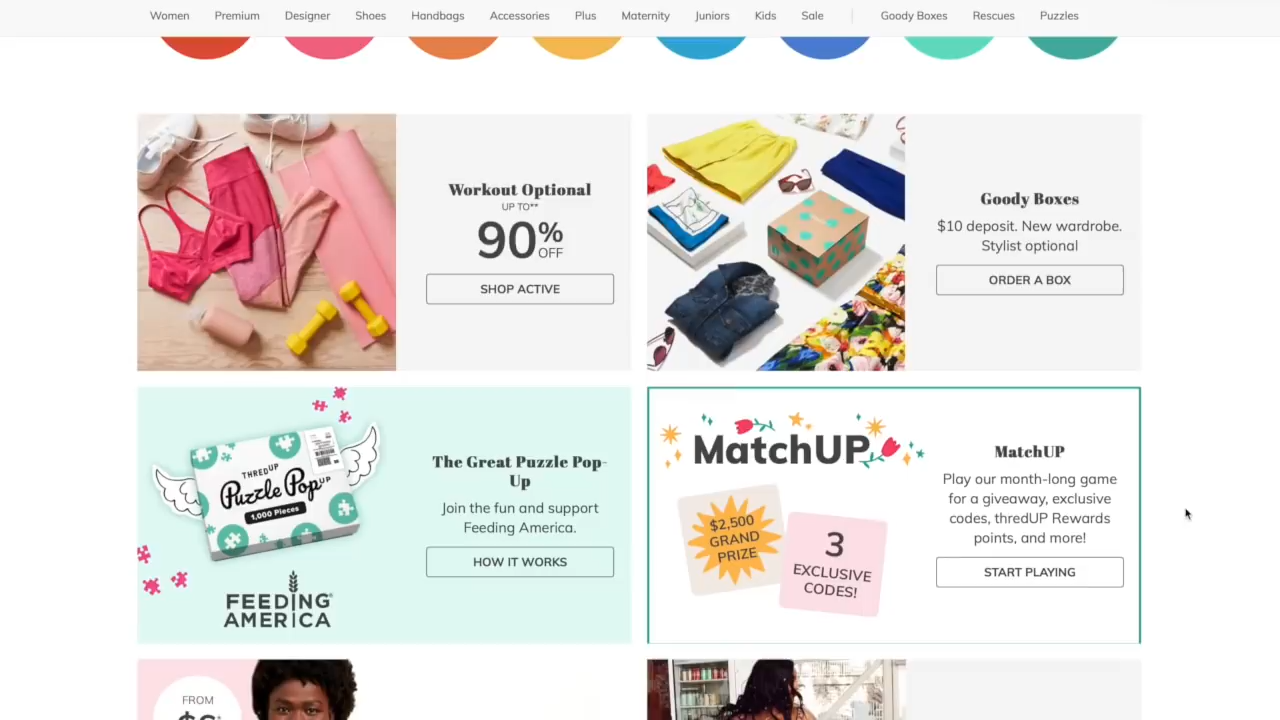 Women Premium Designer Shoes Handbags Accessories Plus Maternity Juniors Kids Sale Goody Boxes Rescues Puzzles
Workout Optional
UP TO**
90%
OFF
SHOP ACTIVE
Goody Boxes
$10 deposit. New wardrobe.
Stylist optional
ORDER A BOX
THREDUP
Puzzle PopUP
1,000 Pieces
FEEDING
AMERICA
The Great Puzzle Pop-
Up
Join the fun and support
Feeding America.
HOW IT WORKS
MatchUP
$2,500
GRAND
PRIZE
3
EXCLUSIVE
CODES!
MatchUP
Play our month-long game
for a giveaway, exclusive
codes, thredUP Rewards
points, and more!
START PLAYING
FROM